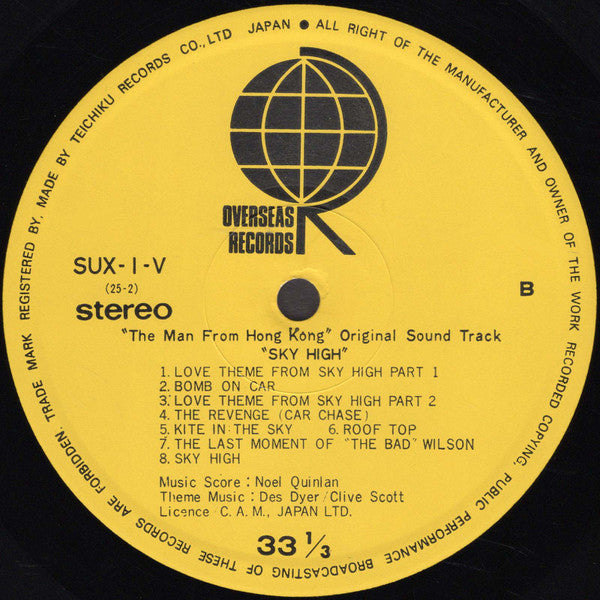 TRADE MARK REGISTERED BY. MADE BY TEICHIKU RECORDS CO.,LTD JAPAN ● ALL RIGHT OF THE MANUFACTURER AND OWNER OF THE WORK RECORDED COPYING, PUBLIC PERFORMANCE BROADCASTING OF THESE RECORDS ARE FORBIDDEN.
OVERSEAS
RECORDS
SUX-1-V
(25-2)
stereo
B
"The Man From Hong Kong" Original Sound Track
"SKY HIGH"
1. LOVE THEME FROM SKY HIGH PART 1
2. BOMB ON CAR
3. LOVE THEME FROM SKY HIGH PART 2
4. THE REVENGE (CAR CHASE)
5. KITE IN THE SKY 6. ROOF TOP
7. THE LAST MOMENT OF "THE BAD" WILSON
8. SKY HIGH
Music Score : Noel Quinlan
Theme Music : Des Dyer/Clive Scott
Licence C.A.M., JAPAN LTD.
33 1/3